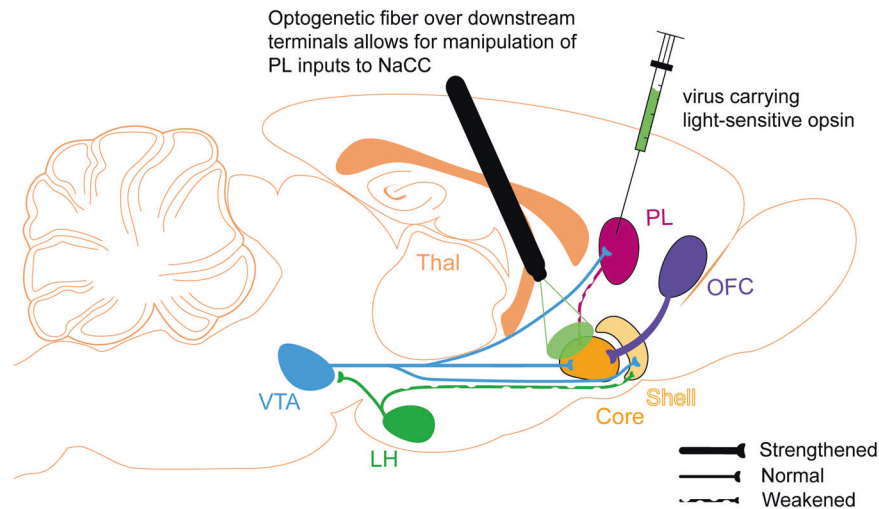 Optogenetic fiber over downstream
terminals allows for manipulation of
PL inputs to NaCC
virus carrying
light-sensitive opsin
PL
Thal
OFC
VTA
Shell
Core
LH
Strengthened
Normal
Weakened